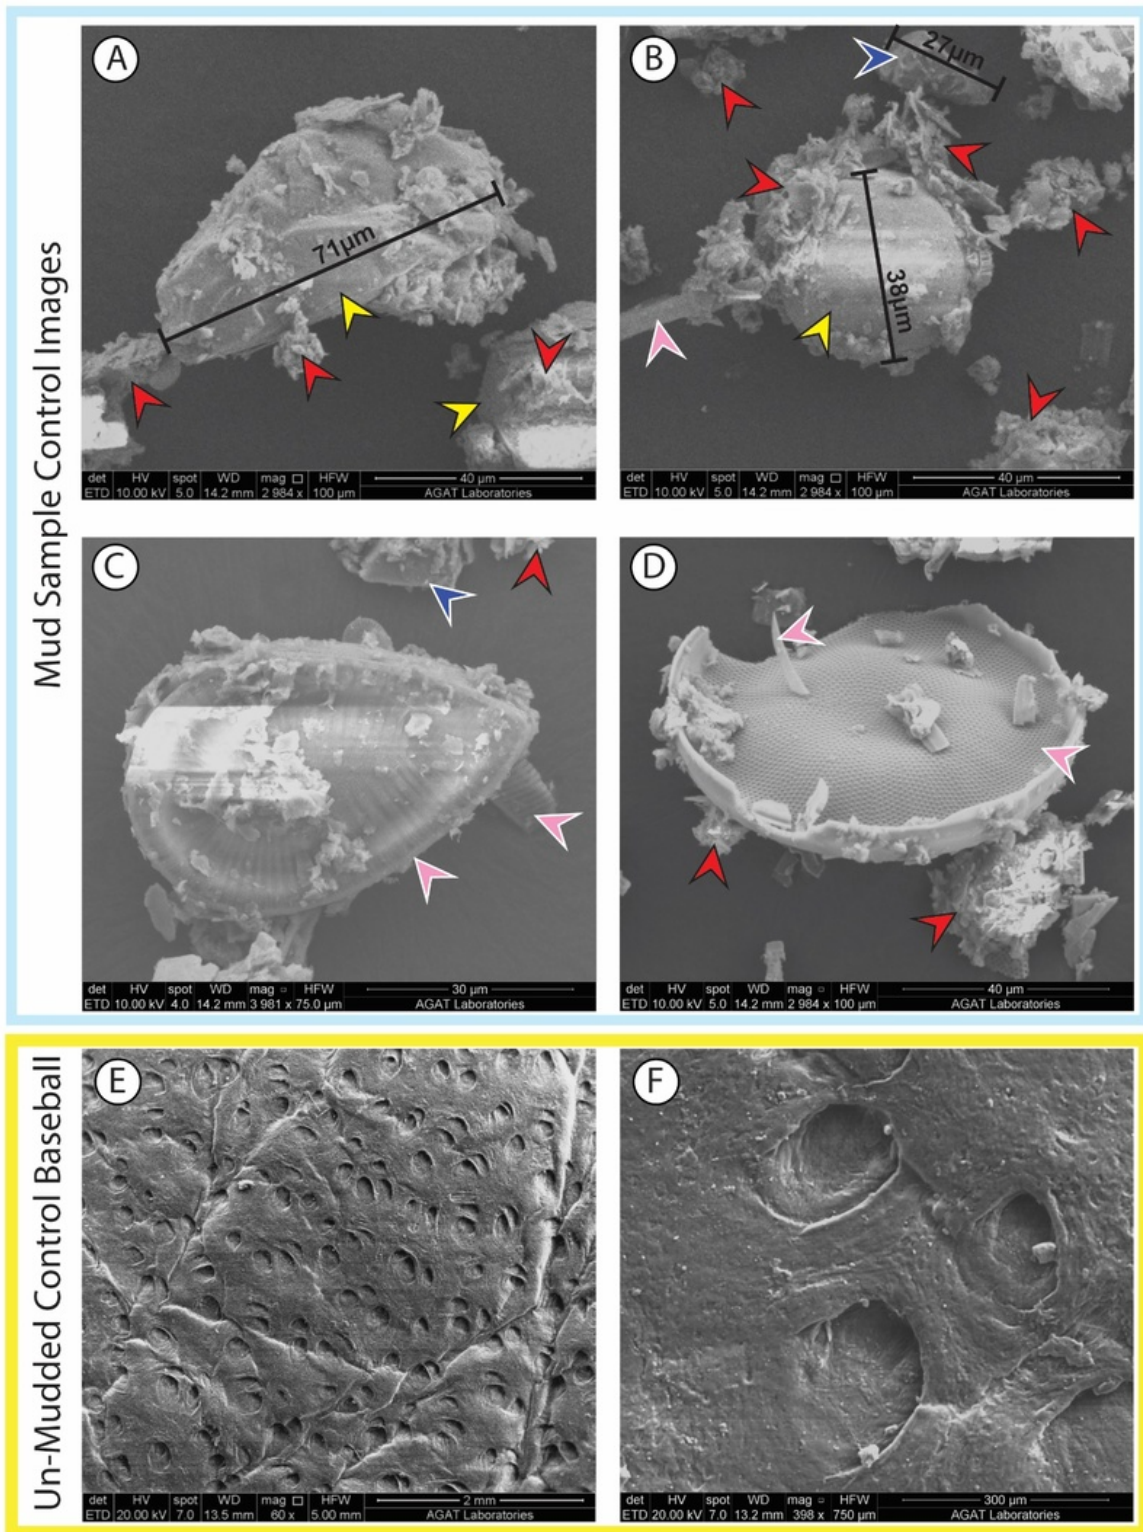 Mud Sample Control Images
A
71µm
det HV spot WD mag HFW 40 µm
ETD 10.00 kV 5.0 14.2 mm 2 984 x 100 µm AGAT Laboratories
B
27µm
38µm
det HV spot WD mag HFW 40 µm
ETD 10.00 kV 5.0 14.2 mm 2 984 x 100 µm AGAT Laboratories
C
det HV spot WD mag HFW 30 µm
ETD 10.00 kV 4.0 14.2 mm 3 981 x 75.0 µm AGAT Laboratories
D
det HV spot WD mag HFW 40 µm
ETD 10.00 kV 5.0 14.2 mm 2 984 x 100 µm AGAT Laboratories
Un-Mudded Control Baseball
E
det HV spot WD mag HFW 2 mm
ETD 20.00 kV 7.0 13.5 mm 60 x 5.00 mm AGAT Laboratories
F
det HV spot WD mag HFW 300 µm
ETD 20.00 kV 7.0 13.2 mm 398 x 750 µm AGAT Laboratories